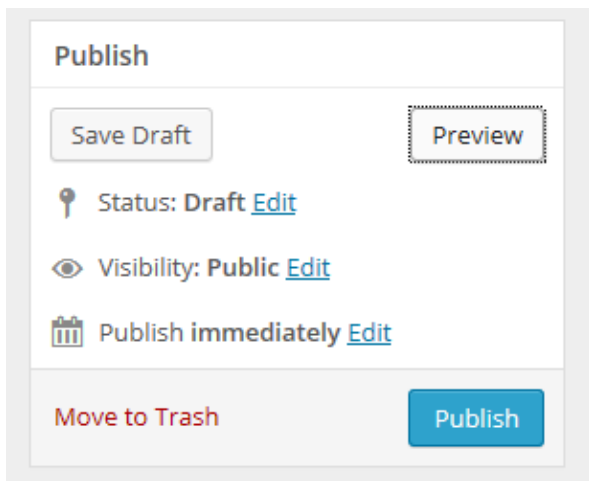 Publish
Save Draft Preview
Status: Draft Edit
Visibility: Public Edit
Publish immediately Edit
Move to Trash Publish